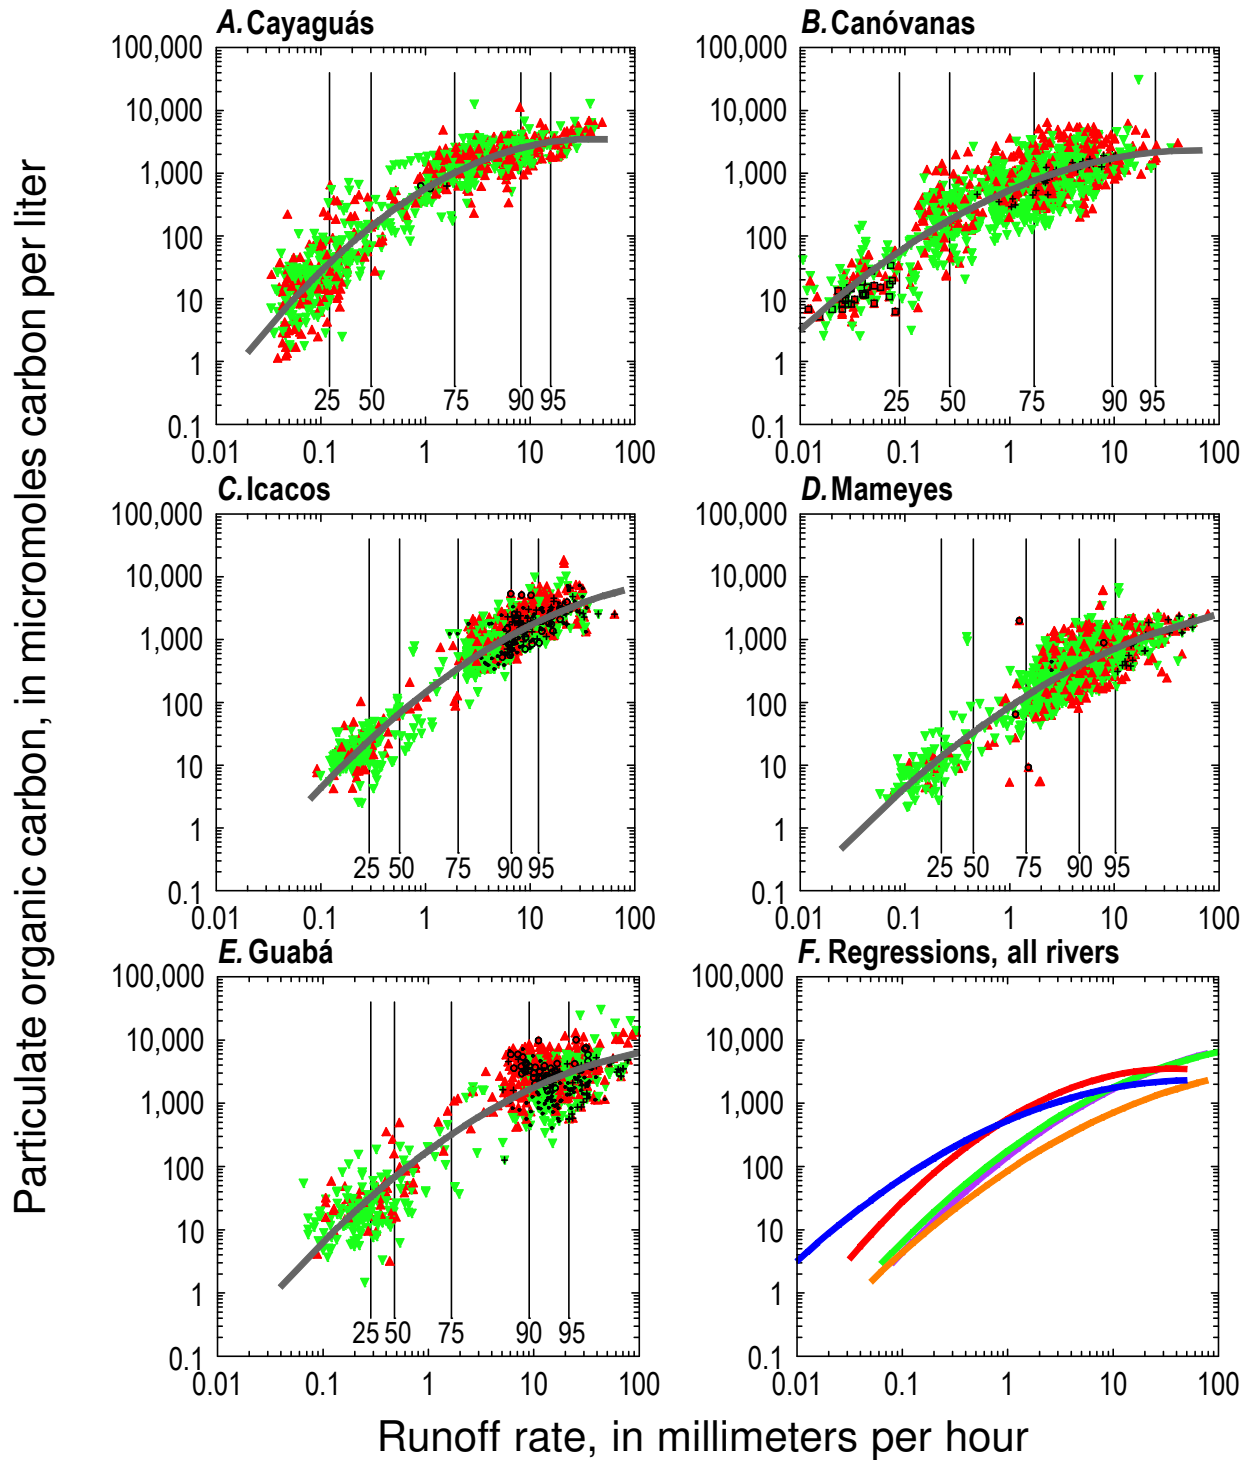 Particulate organic carbon, in micromoles carbon per liter
A. Cayaguás
100,000
10,000
1,000
100
10
1
0.1
25 50 75 90 95
0.01 0.1 1 10 100
B. Canóvanas
100,000
10,000
1,000
100
10
1
0.1
25 50 75 90 95
0.01 0.1 1 10 100
C. Icacos
100,000
10,000
1,000
100
10
1
0.1
25 50 75 90 95
0.01 0.1 1 10 100
D. Mameyes
100,000
10,000
1,000
100
10
1
0.1
25 50 75 90 95
0.01 0.1 1 10 100
E. Guabá
100,000
10,000
1,000
100
10
1
0.1
25 50 75 90 95
0.01 0.1 1 10 100
F. Regressions, all rivers
100,000
10,000
1,000
100
10
1
0.1
0.01 0.1 1 10 100
Runoff rate, in millimeters per hour